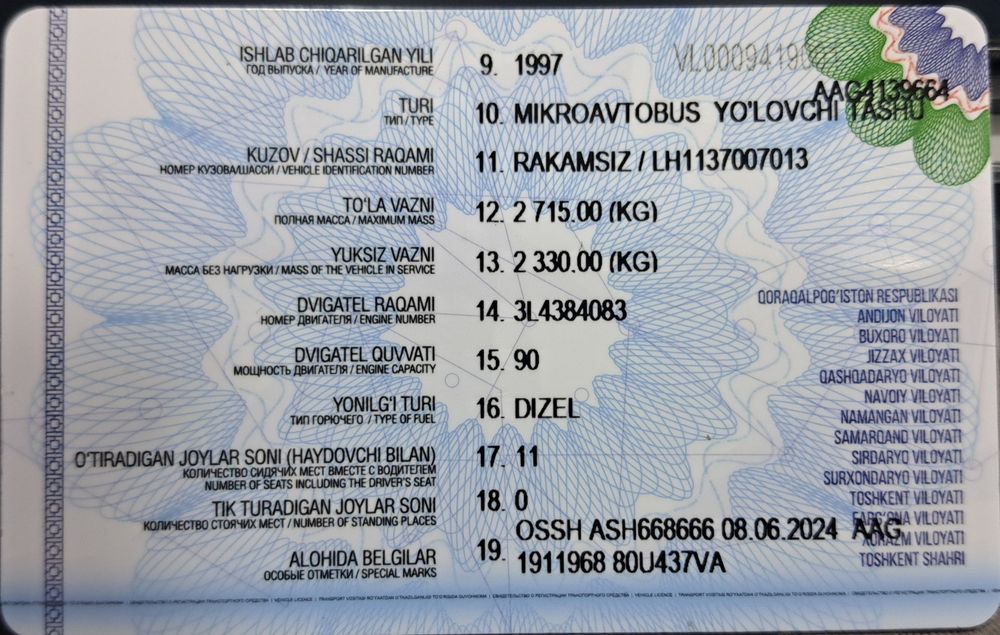 ISHLAB CHIQARILGAN YILI
ГОД ВЫПУСКА / YEAR OF MANUFACTURE
9. 1997
AAG4139664
TURI
ТИП / TYPE
10. MIKROAVTOBUS YO'LOVCHI TASHU
KUZOV / SHASSI RAQAMI
НОМЕР КУЗОВА/ШАССИ / VEHICLE IDENTIFICATION NUMBER
11. RAKAMSIZ / LH1137007013
TO'LA VAZNI
ПОЛНАЯ МАССА / MAXIMUM MASS
12. 2 715.00 (KG)
YUKSIZ VAZNI
МАССА БЕЗ НАГРУЗКИ / MASS OF THE VEHICLE IN SERVICE
13. 2 330.00 (KG)
DVIGATEL RAQAMI
НОМЕР ДВИГАТЕЛЯ / ENGINE NUMBER
14. 3L4384083
DVIGATEL QUVVATI
МОЩНОСТЬ ДВИГАТЕЛЯ / ENGINE CAPACITY
15. 90
YONILG'I TURI
ТИП ГОРЮЧЕГО / TYPE OF FUEL
16. DIZEL
O'TIRADIGAN JOYLAR SONI (HAYDOVCHI BILAN)
КОЛИЧЕСТВО СИДЯЧИХ МЕСТ ВМЕСТЕ С ВОДИТЕЛЕМ
NUMBER OF SEATS INCLUDING THE DRIVER'S SEAT
17. 11
TIK TURADIGAN JOYLAR SONI
КОЛИЧЕСТВО СТОЯЧИХ МЕСТ / NUMBER OF STANDING PLACES
18. 0
ALOHIDA BELGILAR
ОСОБЫЕ ОТМЕТКИ / SPECIAL MARKS
19. OSSH ASH668666 08.06.2024 AAG
1911968 80U437VA
QORAQALPOG'ISTON RESPUBLIKASI
ANDIJON VILOYATI
BUXORO VILOYATI
JIZZAX VILOYATI
QASHQADARYO VILOYATI
NAVOIY VILOYATI
NAMANGAN VILOYATI
SAMARQAND VILOYATI
SIRDARYO VILOYATI
SURXONDARYO VILOYATI
TOSHKENT VILOYATI
FARG'ONA VILOYATI
XORAZM VILOYATI
TOSHKENT SHAHRI